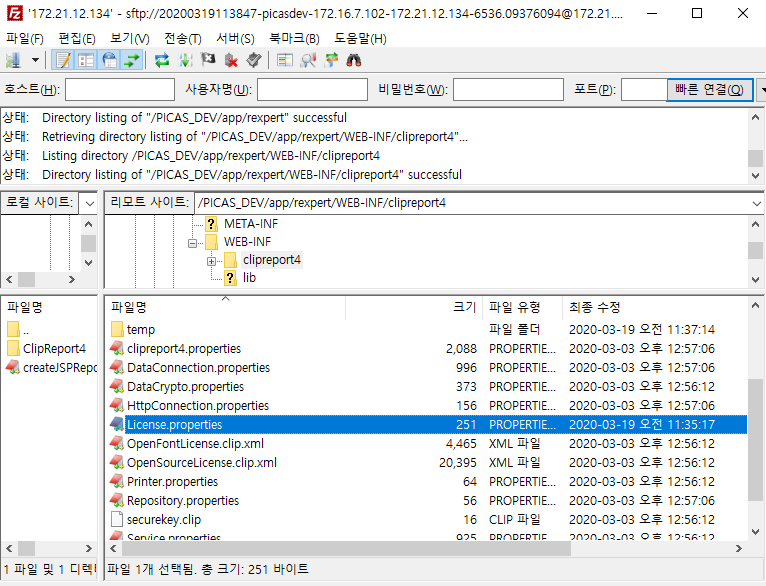 '172.21.12.134' - sftp://20200319113847-picasdev-172.16.7.102-172.21.12.134-6536.09376094@172.21....
파일(F) 편집(E) 보기(V) 전송(T) 서버(S) 북마크(B) 도움말(H)
호스트(H): 사용자명(U): 비밀번호(W): 포트(P): 빠른 연결(Q)
상태: Directory listing of "/PICAS_DEV/app/rexpert" successful
상태: Retrieving directory listing of "/PICAS_DEV/app/rexpert/WEB-INF/clipreport4"...
상태: Listing directory /PICAS_DEV/app/rexpert/WEB-INF/clipreport4
상태: Directory listing of "/PICAS_DEV/app/rexpert/WEB-INF/clipreport4" successful
로컬 사이트: 리모트 사이트: /PICAS_DEV/app/rexpert/WEB-INF/clipreport4
META-INF
WEB-INF
clipreport4
lib
파일명
..
ClipReport4
createJSPRepo
1 파일 및 1 디렉터
파일명 크기 파일 유형 최종 수정
temp 파일 폴더 2020-03-19 오전 11:37:14
clipreport4.properties 2,088 PROPERTIE... 2020-03-03 오후 12:57:06
DataConnection.properties 996 PROPERTIE... 2020-03-03 오후 12:57:06
DataCrypto.properties 373 PROPERTIE... 2020-03-03 오후 12:56:12
HttpConnection.properties 156 PROPERTIE... 2020-03-03 오후 12:57:06
License.properties 251 PROPERTIE... 2020-03-19 오전 11:35:17
OpenFontLicense.clip.xml 4,465 XML 파일 2020-03-03 오후 12:56:12
OpenSourceLicense.clip.xml 20,395 XML 파일 2020-03-03 오후 12:56:12
Printer.properties 64 PROPERTIE... 2020-03-03 오후 12:56:12
Repository.properties 56 PROPERTIE... 2020-03-03 오후 12:57:06
securekey.clip 16 CLIP 파일 2020-03-03 오후 12:56:12
Service.properties 925 PROPERTIE... 2020-03-03 오후 12:56:12
파일 1개 선택됨. 총 크기: 251 바이트